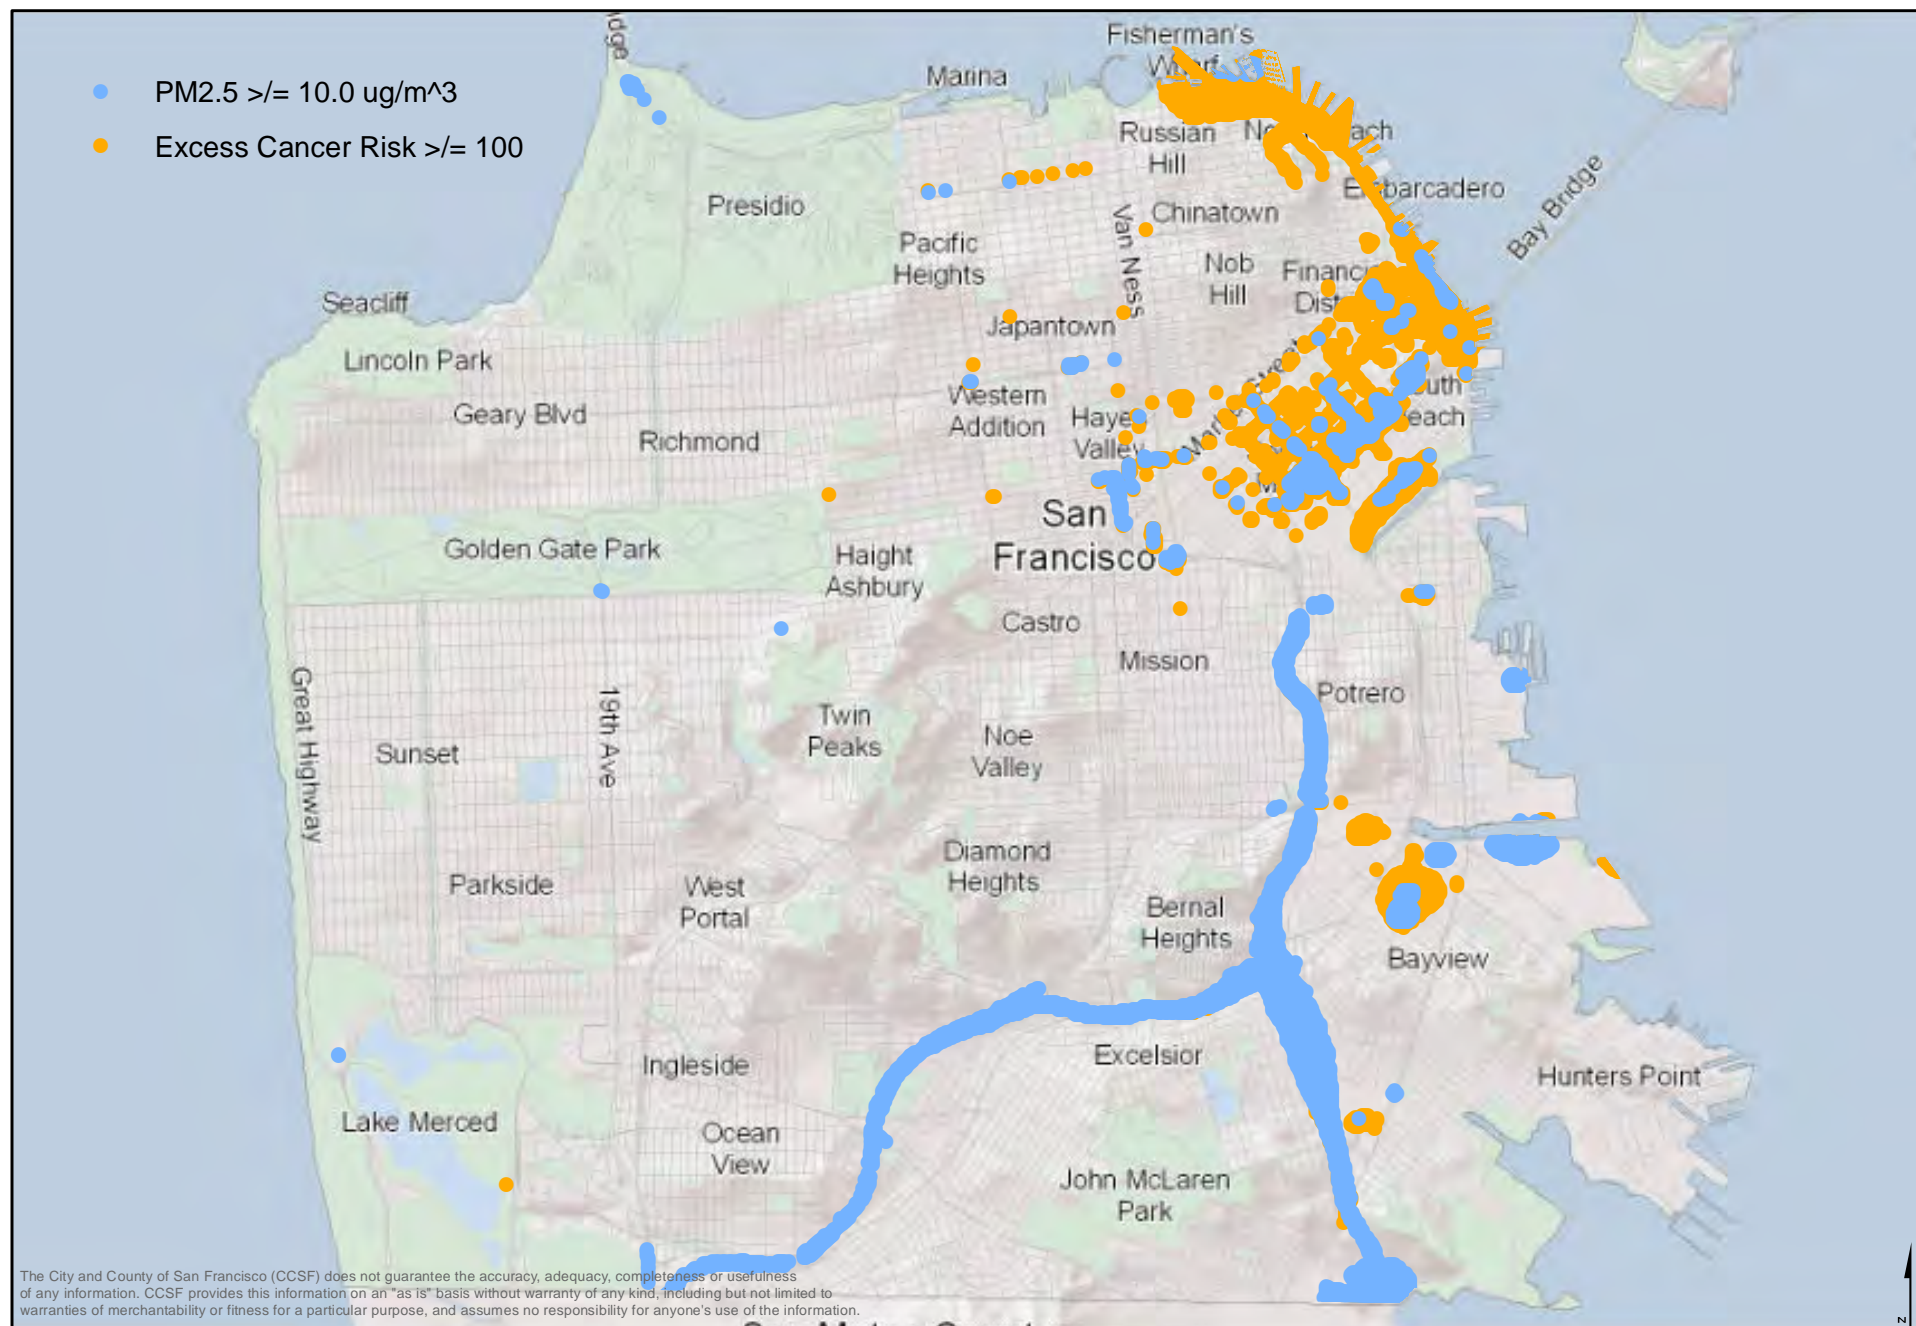 Fisherman's
Wharf
Marina
PM2.5 >/= 10.0 ug/m^3
Excess Cancer Risk >/= 100
Russian
Hill
Presidio
Embarcadero
Bay Bridge
Van Ness
Chinatown
Pacific
Heights
Nob
Hill
Seacliff
Japantown
Lincoln Park
Western
Addition
Geary Blvd
Richmond
Hayes
Valley
San
Francisco
Golden Gate Park
Haight
Ashbury
Castro
Mission
Great Highway
19th Ave
Potrero
Twin
Peaks
Noe
Valley
Sunset
Diamond
Heights
Parkside
West
Portal
Bernal
Heights
Bayview
Excelsior
Ingleside
Hunters Point
Lake Merced
Ocean
View
John McLaren
Park
The City and County of San Francisco (CCSF) does not guarantee the accuracy, adequacy, completeness or usefulness
of any information. CCSF provides this information on an "as is" basis without warranty of any kind, including but not limited to
warranties of merchantability or fitness for a particular purpose, and assumes no responsibility for anyone's use of the information.
N